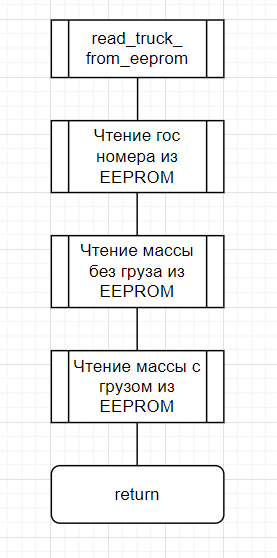 read_truck_
from_eeprom
Чтение гос
номера из
EEPROM
Чтение массы
без груза из
EEPROM
Чтение массы с
грузом из
EEPROM
return